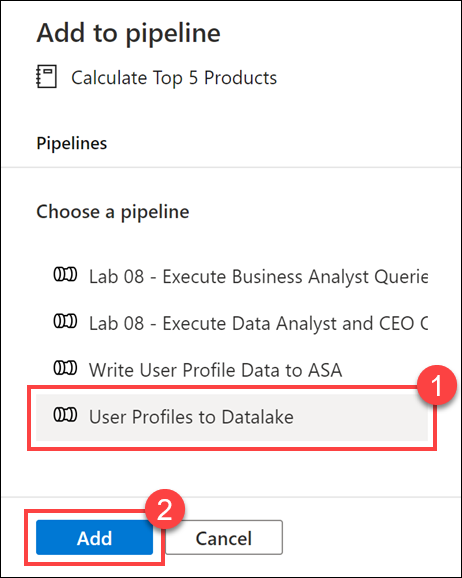 Add to pipeline
Calculate Top 5 Products
Pipelines
Choose a pipeline
Lab 08 - Execute Business Analyst Querie
Lab 08 - Execute Data Analyst and CEO C
Write User Profile Data to ASA
1
User Profiles to Datalake
2
Add
Cancel